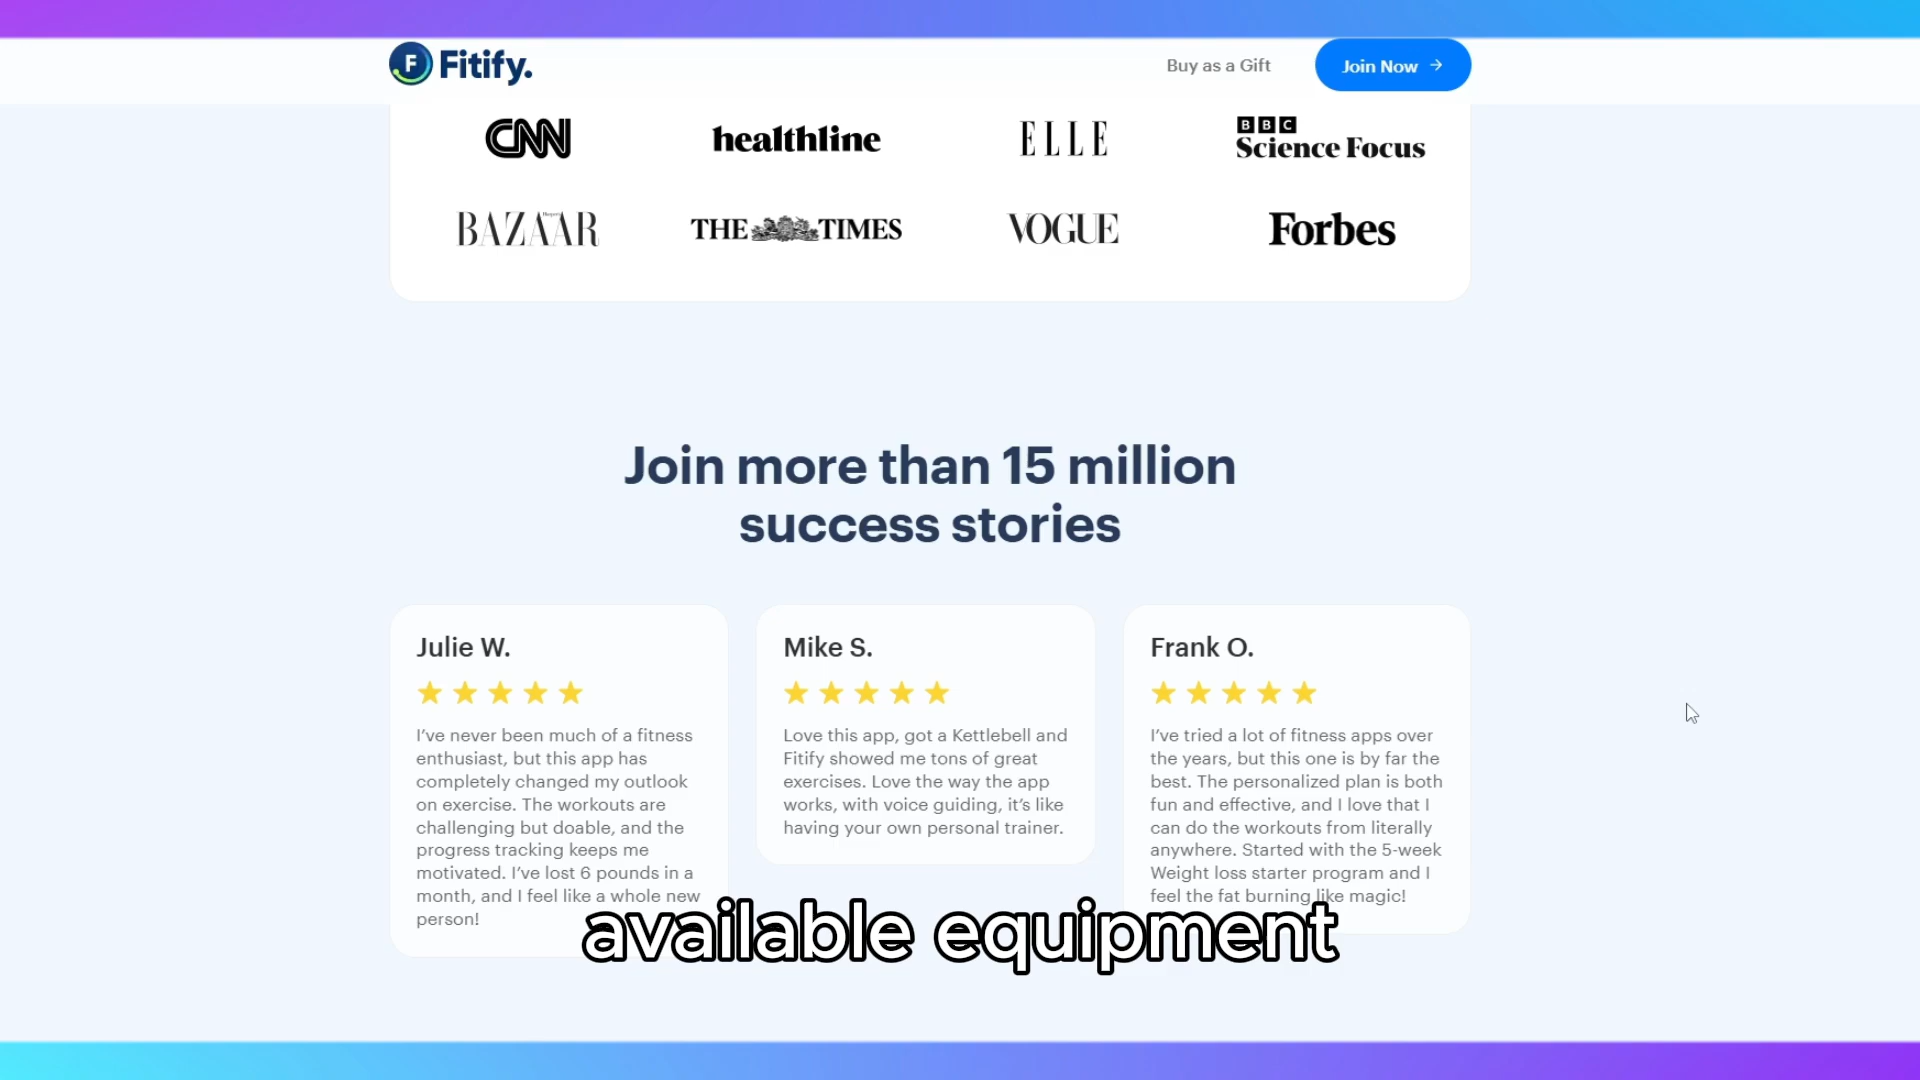 F Fitify.
Buy as a Gift
Join Now →
CNN
healthline
ELLE
BBC
Science Focus
Harper's
BAZAAR
THE TIMES
VOGUE
Forbes
Join more than 15 million
success stories
Julie W.
I’ve never been much of a fitness
enthusiast, but this app has
completely changed my outlook
on exercise. The workouts are
challenging but doable, and the
progress tracking keeps me
motivated. I’ve lost 6 pounds in a
month, and I feel like a whole new
person!
Mike S.
Love this app, got a Kettlebell and
Fitify showed me tons of great
exercises. Love the way the app
works, with voice guiding, it’s like
having your own personal trainer.
Frank O.
I’ve tried a lot of fitness apps over
the years, but this one is by far the
best. The personalized plan is both
fun and effective, and I love that I
can do the workouts from literally
anywhere. Started with the 5-week
Weight loss starter program and I
feel the fat burning like magic!
available equipment